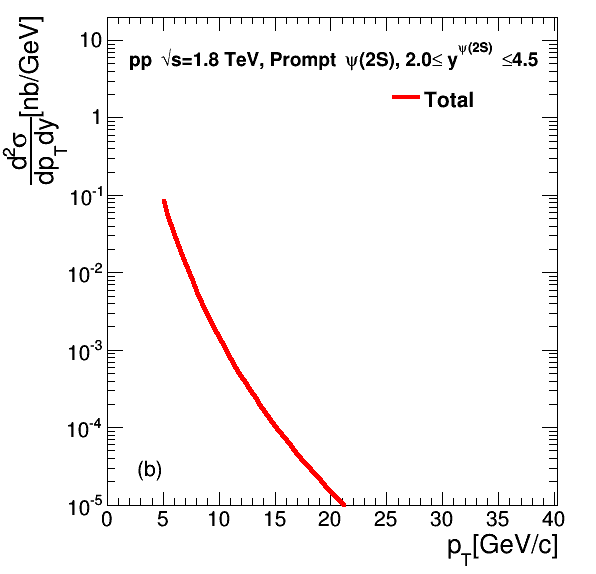 d²σ
dp_T dy [nb/GeV]
pp √s=1.8 TeV, Prompt ψ(2S), 2.0≤ y^ψ(2S) ≤4.5
Total
10
1
10⁻¹
10⁻²
10⁻³
10⁻⁴
10⁻⁵
(b)
0 5 10 15 20 25 30 35 40
p_T[GeV/c]